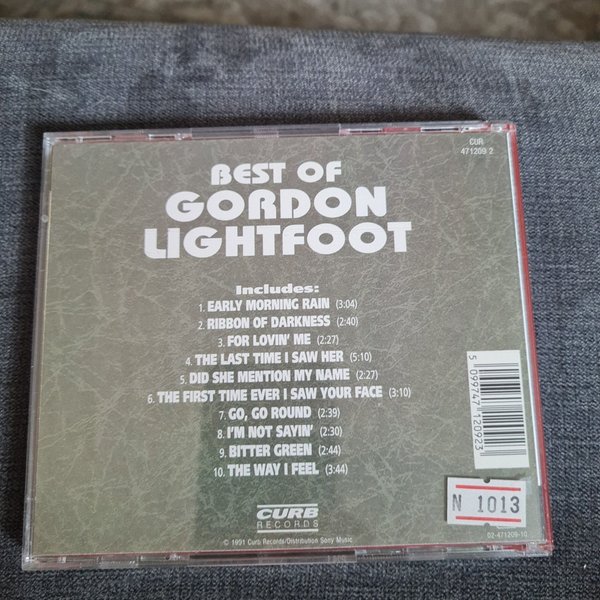 CUR
471209 2
BEST OF
GORDON
LIGHTFOOT
Includes:
1. EARLY MORNING RAIN (3:04)
2. RIBBON OF DARKNESS (2:40)
3. FOR LOVIN' ME (2:27)
4. THE LAST TIME I SAW HER (5:10)
5. DID SHE MENTION MY NAME (2:27)
6. THE FIRST TIME EVER I SAW YOUR FACE (3:10)
7. GO, GO ROUND (2:39)
8. I'M NOT SAYIN' (2:30)
9. BITTER GREEN (2:44)
10. THE WAY I FEEL (3:44)
5 099747 120923
N 1013
CURB
RECORDS
© 1991 Curb Records/Distribution Sony Music
02-471209-10